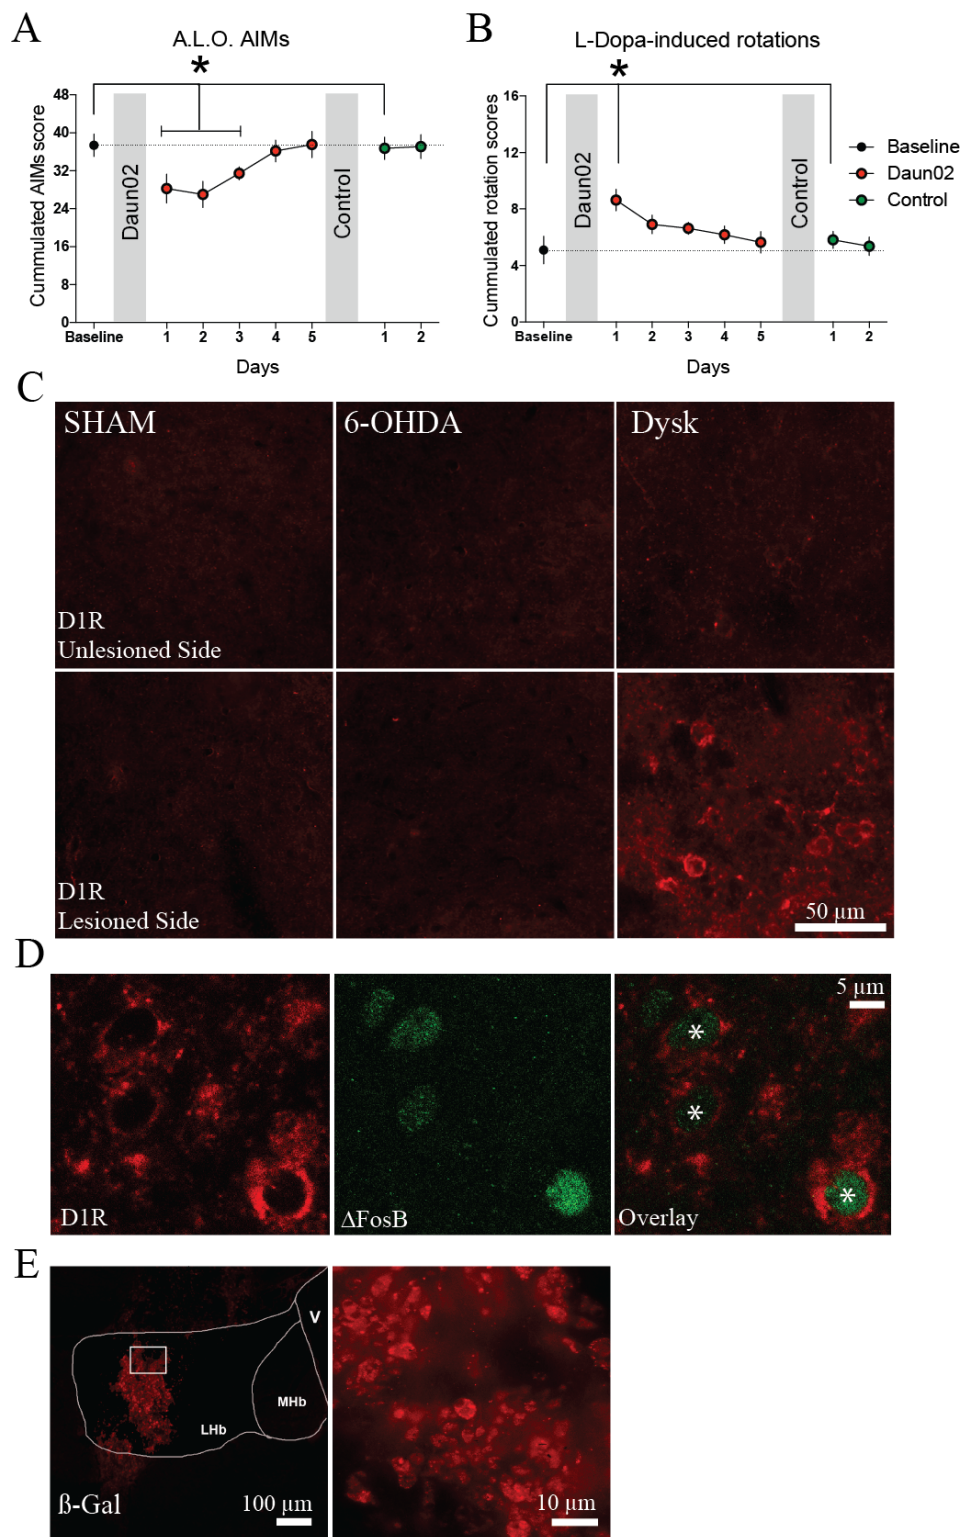 A
A.L.O. AIMs
*
Cummulated AIMs score
48
40
32
24
16
8
0
Daun02
Control
Baseline
1
2
3
4
5
1
2
Days
B
L-Dopa-induced rotations
*
Cummulated rotation scores
16
12
8
4
0
Daun02
Control
Baseline
1
2
3
4
5
1
2
Days
Baseline
Daun02
Control
C
SHAM
6-OHDA
Dysk
D1R
Unlesioned Side
D1R
Lesioned Side
50 µm
D
D1R
ΔFosB
Overlay
5 µm
*
*
*
E
V
MHb
LHb
ß-Gal
100 µm
10 µm